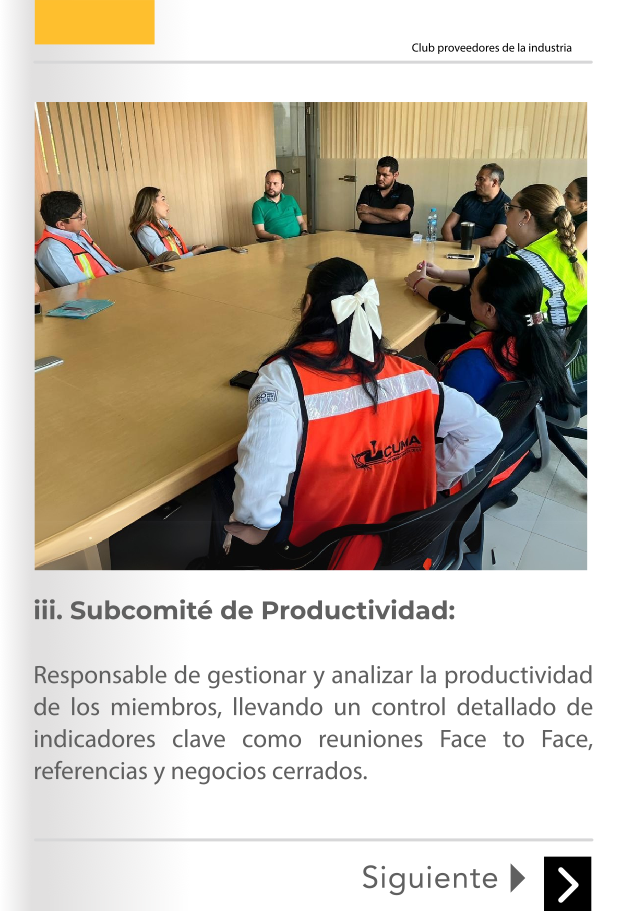 Club proveedores de la industria
LACUMA
iii. Subcomité de Productividad:
Responsable de gestionar y analizar la productividad
de los miembros, llevando un control detallado de
indicadores clave como reuniones Face to Face,
referencias y negocios cerrados.
Siguiente